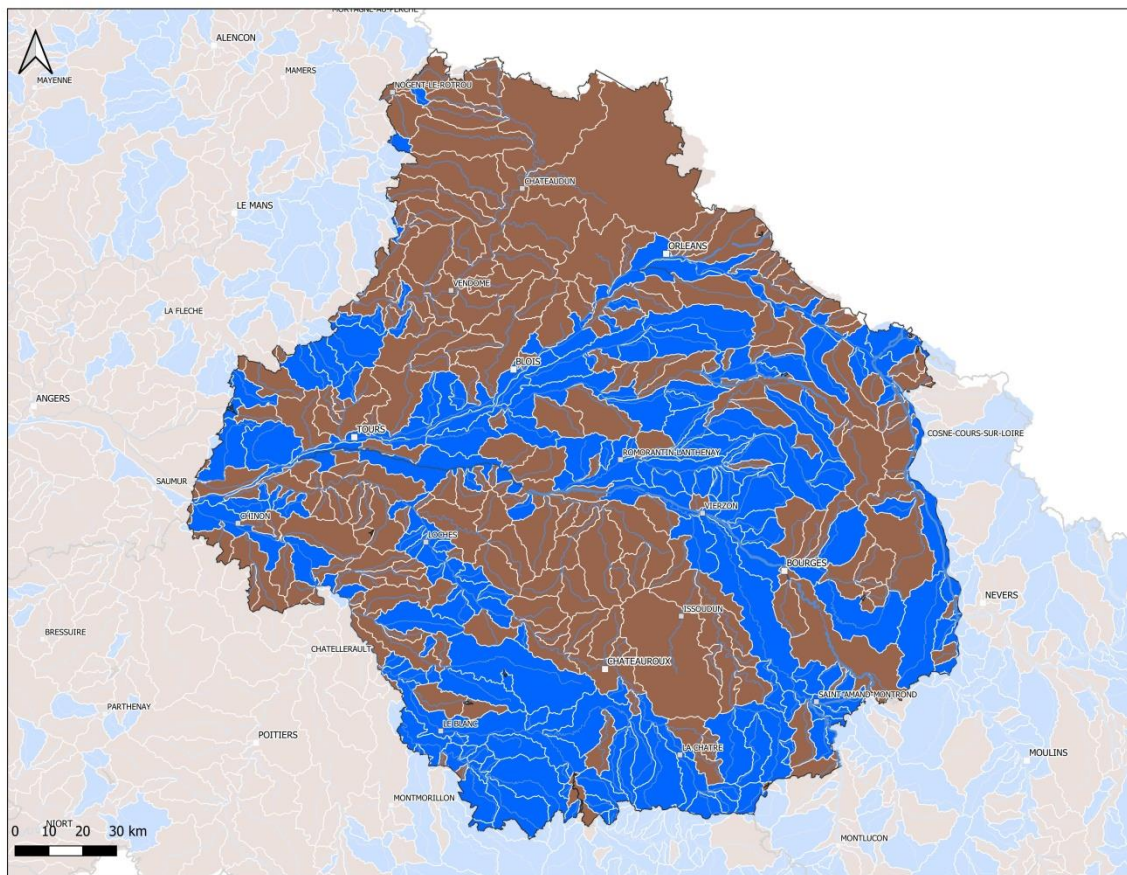 MORTAGNE-AU-PERCHE
ALENCON
MAMERS
MAYENNE
NOGENT-LE-ROTROU
CHATEAUDUN
LE MANS
ORLEANS
VENDOME
LA FLECHE
BLOIS
ANGERS
TOURS
COSNE-COURS-SUR-LOIRE
ROMORANTIN-LANTHENAY
SAUMUR
VIERZON
CHINON
LOCHES
BOURGES
NEVERS
ISSOUDUN
BRESSUIRE
CHATELLERAULT
CHATEAUROUX
SAINT-AMAND-MONTROND
PARTHENAY
LE BLANC
POITIERS
LA CHATRE
MOULINS
MONTMORILLON
NIORT
0 10 20 30 km
MONTLUCON